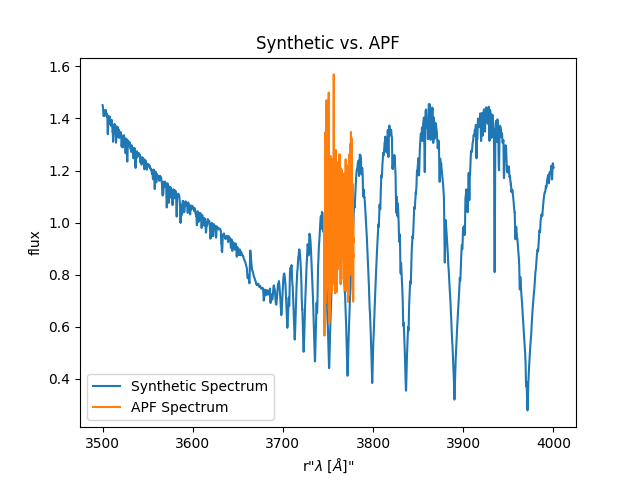 Synthetic vs. APF
1.6
1.4
1.2
1.0
0.8
0.6
0.4
flux
Synthetic Spectrum
APF Spectrum
3500 3600 3700 3800 3900 4000
r"λ [Å]"